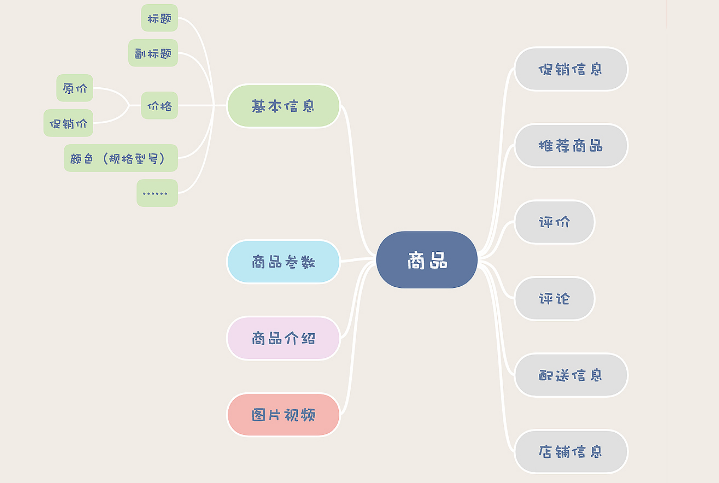 标题
副标题
原价
价格
促销价
颜色（规格型号）
……
基本信息
商品参数
商品介绍
图片视频
商品
促销信息
推荐商品
评价
评论
配送信息
店铺信息